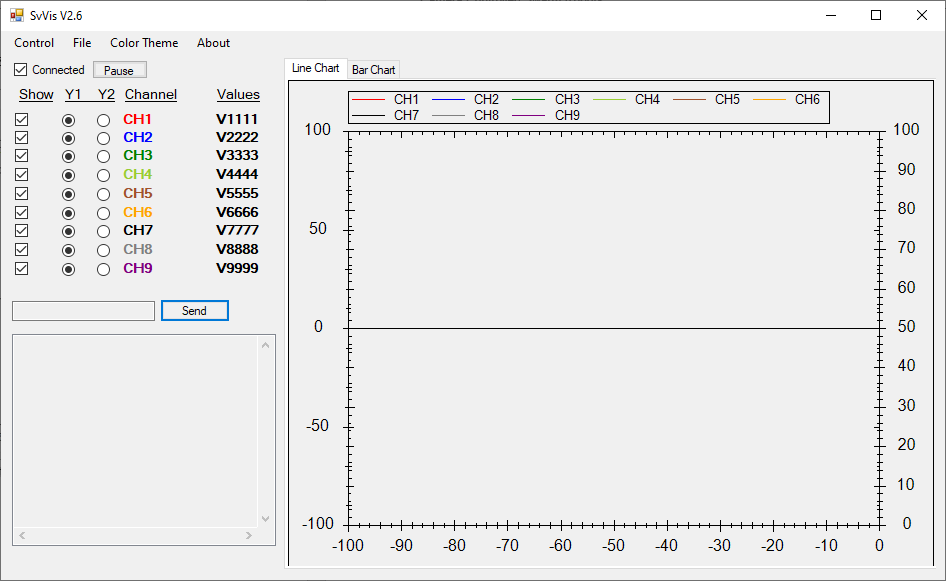 SvVis V2.6
Control File Color Theme About
Connected Pause
Show Y1 Y2 Channel Values
CH1 V1111
CH2 V2222
CH3 V3333
CH4 V4444
CH5 V5555
CH6 V6666
CH7 V7777
CH8 V8888
CH9 V9999
Send
Line Chart Bar Chart
CH1 CH2 CH3 CH4 CH5 CH6
CH7 CH8 CH9
100 100
90
80
50 70
60
0 50
40
-50 30
20
10
-100 0
-100 -90 -80 -70 -60 -50 -40 -30 -20 -10 0